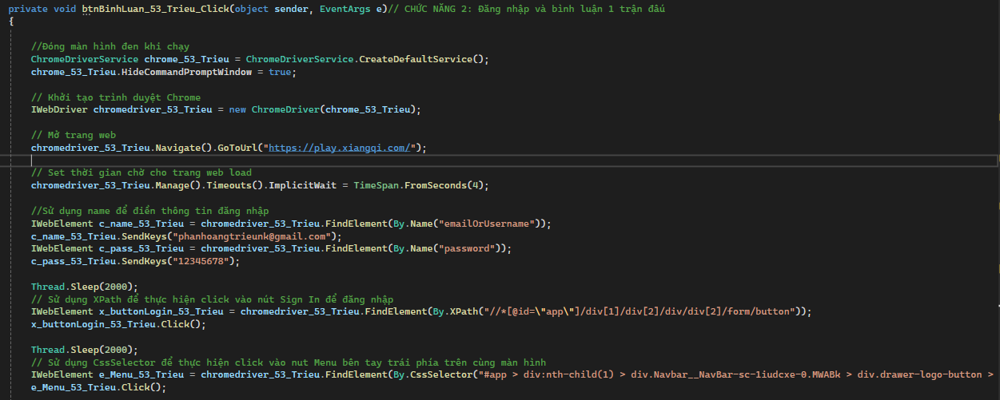 private void btnBinhLuan_53_Trieu_Click(object sender, EventArgs e)// CHỨC NĂNG 2: Đăng nhập và bình luận 1 trận đấu
{
//Đóng màn hình đen khi chạy
ChromeDriverService chrome_53_Trieu = ChromeDriverService.CreateDefaultService();
chrome_53_Trieu.HideCommandPromptWindow = true;
// Khởi tạo trình duyệt Chrome
IWebDriver chromedriver_53_Trieu = new ChromeDriver(chrome_53_Trieu);
// Mở trang web
chromedriver_53_Trieu.Navigate().GoToUrl("https://play.xiangqi.com/");
// Set thời gian chờ cho trang web load
chromedriver_53_Trieu.Manage().Timeouts().ImplicitWait = TimeSpan.FromSeconds(4);
//Sử dụng name để điền thông tin đăng nhập
IWebElement c_name_53_Trieu = chromedriver_53_Trieu.FindElement(By.Name("emailOrUsername"));
c_name_53_Trieu.SendKeys("phanhoangtrieunk@gmail.com");
IWebElement c_pass_53_Trieu = chromedriver_53_Trieu.FindElement(By.Name("password"));
c_pass_53_Trieu.SendKeys("12345678");
Thread.Sleep(2000);
// Sử dụng XPath để thực hiện click vào nút Sign In để đăng nhập
IWebElement x_buttonLogin_53_Trieu = chromedriver_53_Trieu.FindElement(By.XPath("//*[@id=\"app\"]/div[1]/div[2]/div/div[2]/form/button"));
x_buttonLogin_53_Trieu.Click();
Thread.Sleep(2000);
// Sử dụng CssSelector để thực hiện click vào nut Menu bên tay trái phía trên cùng màn hình
IWebElement e_Menu_53_Trieu = chromedriver_53_Trieu.FindElement(By.CssSelector("#app > div:nth-child(1) > div.Navbar__NavBar-sc-1iudcxe-0.MWABk > div.drawer-logo-button >
e_Menu_53_Trieu.Click();